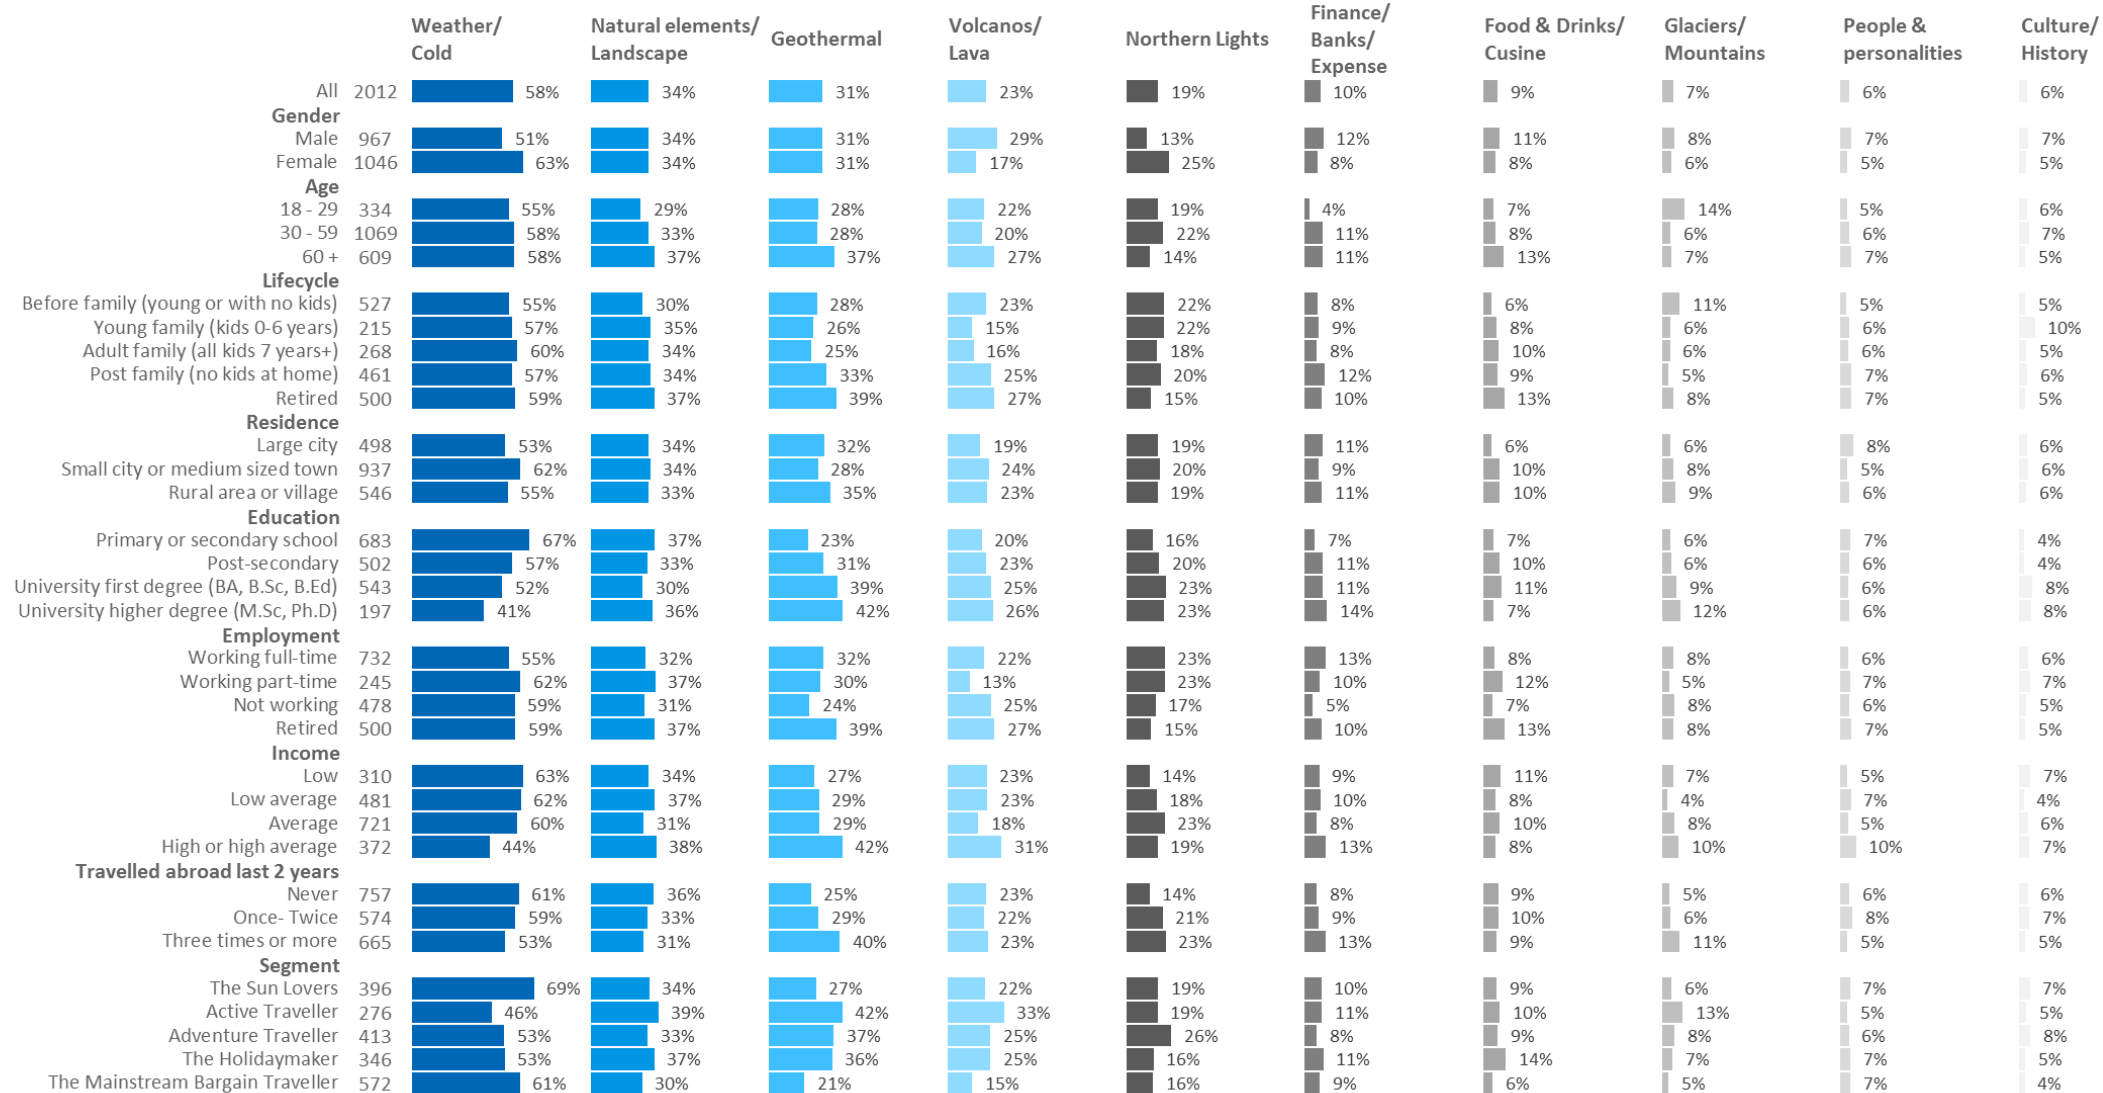 Weather/ Cold Natural elements/ Landscape Geothermal Volcanos/ Lava Northern Lights Finance/ Banks/ Expense Food & Drinks/ Cusine Glaciers/ Mountains People & personalities Culture/ History
All 2012 58% 34% 31% 23% 19% 10% 9% 7% 6% 6%
Gender
Male 967 51% 34% 31% 29% 13% 12% 11% 8% 7% 7%
Female 1046 63% 34% 31% 17% 25% 8% 8% 6% 5% 5%
Age
18 - 29 334 55% 29% 28% 22% 19% 4% 7% 14% 5% 6%
30 - 59 1069 58% 33% 28% 20% 22% 11% 8% 6% 6% 7%
60 + 609 58% 37% 37% 27% 14% 11% 13% 7% 7% 5%
Lifecycle
Before family (young or with no kids) 527 55% 30% 28% 23% 22% 8% 6% 11% 5% 5%
Young family (kids 0-6 years) 215 57% 35% 26% 15% 22% 9% 8% 6% 6% 10%
Adult family (all kids 7 years+) 268 60% 34% 25% 16% 18% 8% 10% 6% 6% 5%
Post family (no kids at home) 461 57% 34% 33% 25% 20% 12% 9% 5% 7% 6%
Retired 500 59% 37% 39% 27% 15% 10% 13% 8% 7% 5%
Residence
Large city 498 53% 34% 32% 19% 19% 11% 6% 6% 8% 6%
Small city or medium sized town 937 62% 34% 28% 24% 20% 9% 10% 8% 5% 6%
Rural area or village 546 55% 33% 35% 23% 19% 11% 10% 9% 6% 6%
Education
Primary or secondary school 683 67% 37% 23% 20% 16% 7% 7% 6% 7% 4%
Post-secondary 502 57% 33% 31% 23% 20% 11% 10% 6% 6% 4%
University first degree (BA, B.Sc, B.Ed) 543 52% 30% 39% 25% 23% 11% 11% 9% 6% 8%
University higher degree (M.Sc, Ph.D) 197 41% 36% 42% 26% 23% 14% 7% 12% 6% 8%
Employment
Working full-time 732 55% 32% 32% 22% 23% 13% 8% 8% 6% 6%
Working part-time 245 62% 37% 30% 13% 23% 10% 12% 5% 7% 7%
Not working 478 59% 31% 24% 25% 17% 5% 7% 8% 6% 5%
Retired 500 59% 37% 39% 27% 15% 10% 13% 8% 7% 5%
Income
Low 310 63% 34% 27% 23% 14% 9% 11% 7% 5% 7%
Low average 481 62% 37% 29% 23% 18% 10% 8% 4% 7% 4%
Average 721 60% 31% 29% 18% 23% 8% 10% 8% 5% 6%
High or high average 372 44% 38% 42% 31% 19% 13% 8% 10% 10% 7%
Travelled abroad last 2 years
Never 757 61% 36% 25% 23% 14% 8% 9% 5% 6% 6%
Once- Twice 574 59% 33% 29% 22% 21% 9% 10% 6% 8% 7%
Three times or more 665 53% 31% 40% 23% 23% 13% 9% 11% 5% 5%
Segment
The Sun Lovers 396 69% 34% 27% 22% 19% 10% 9% 6% 7% 7%
Active Traveller 276 46% 39% 42% 33% 19% 11% 10% 13% 5% 5%
Adventure Traveller 413 53% 33% 37% 25% 26% 8% 9% 8% 6% 8%
The Holidaymaker 346 53% 37% 36% 25% 16% 11% 14% 7% 7% 5%
The Mainstream Bargain Traveller 572 61% 30% 21% 15% 16% 9% 6% 5% 7% 4%